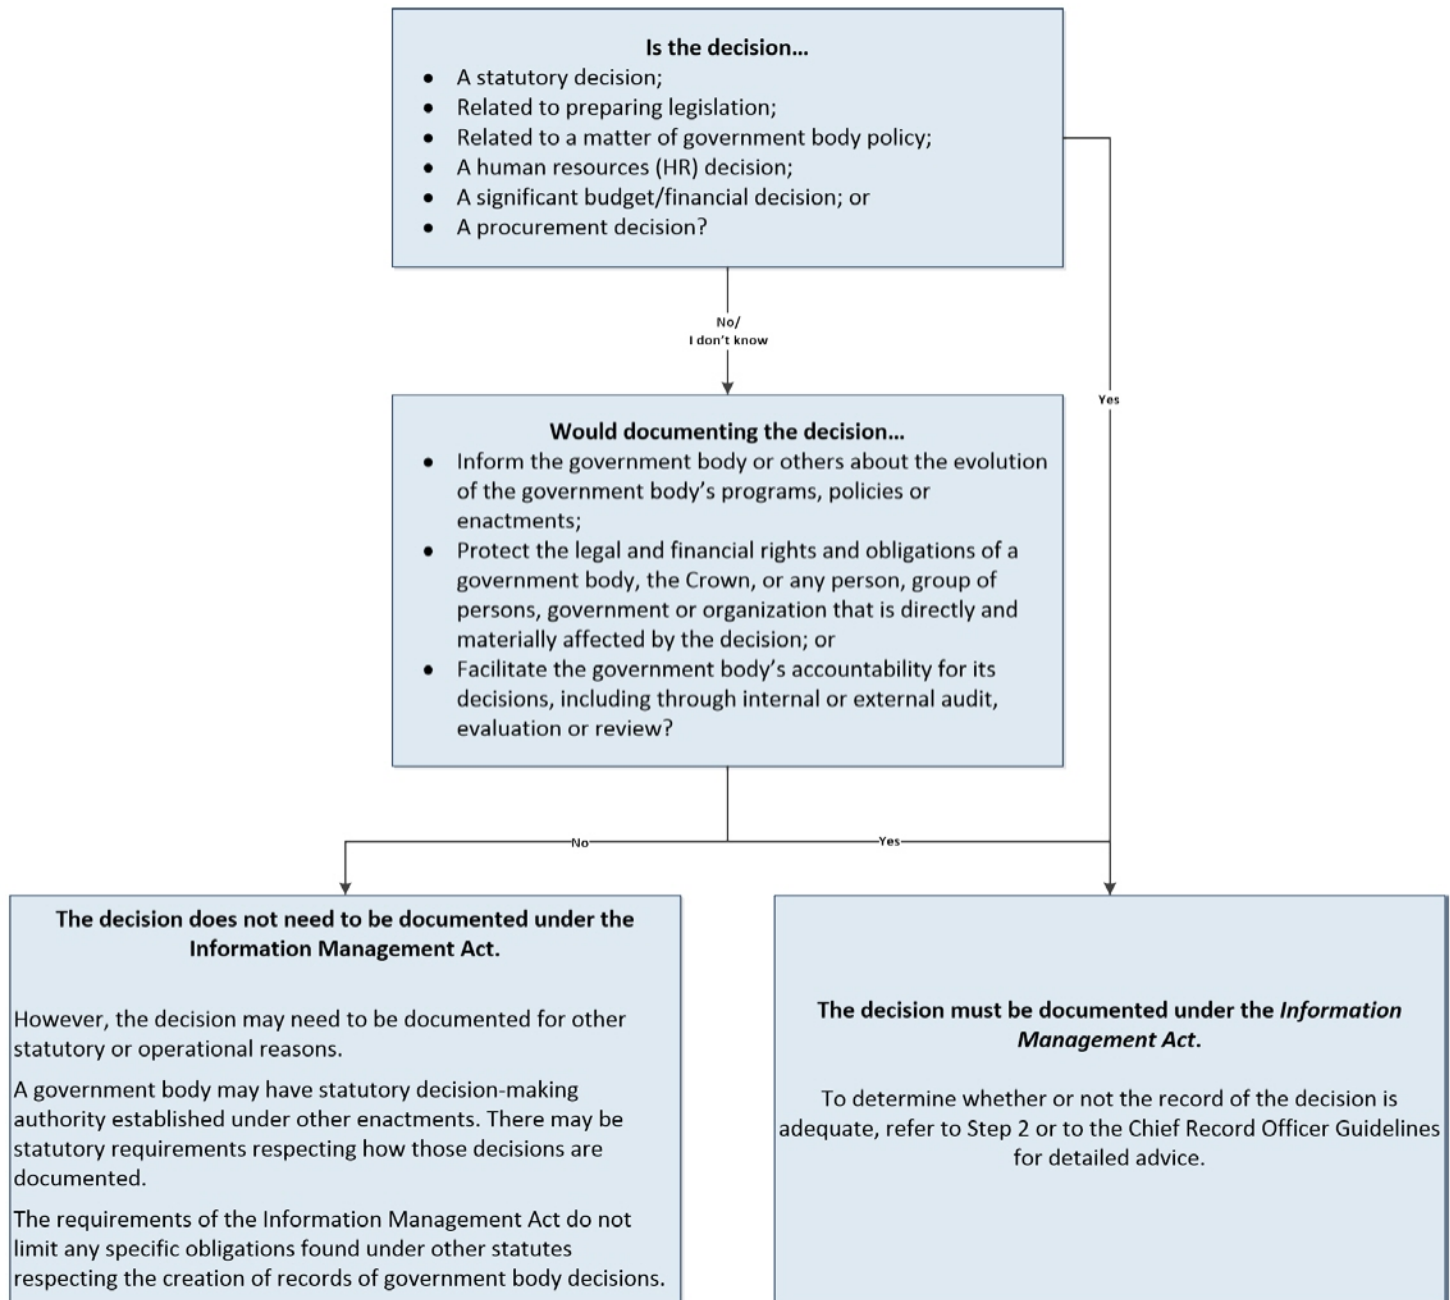 Is the decision...
• A statutory decision;
• Related to preparing legislation;
• Related to a matter of government body policy;
• A human resources (HR) decision;
• A significant budget/financial decision; or
• A procurement decision?
No/
I don't know
Yes
Would documenting the decision...
• Inform the government body or others about the evolution
of the government body's programs, policies or
enactments;
• Protect the legal and financial rights and obligations of a
government body, the Crown, or any person, group of
persons, government or organization that is directly and
materially affected by the decision; or
• Facilitate the government body's accountability for its
decisions, including through internal or external audit,
evaluation or review?
No
Yes
The decision does not need to be documented under the
Information Management Act.
However, the decision may need to be documented for other
statutory or operational reasons.
A government body may have statutory decision-making
authority established under other enactments. There may be
statutory requirements respecting how those decisions are
documented.
The requirements of the Information Management Act do not
limit any specific obligations found under other statutes
respecting the creation of records of government body decisions.
The decision must be documented under the Information
Management Act.
To determine whether or not the record of the decision is
adequate, refer to Step 2 or to the Chief Record Officer Guidelines
for detailed advice.